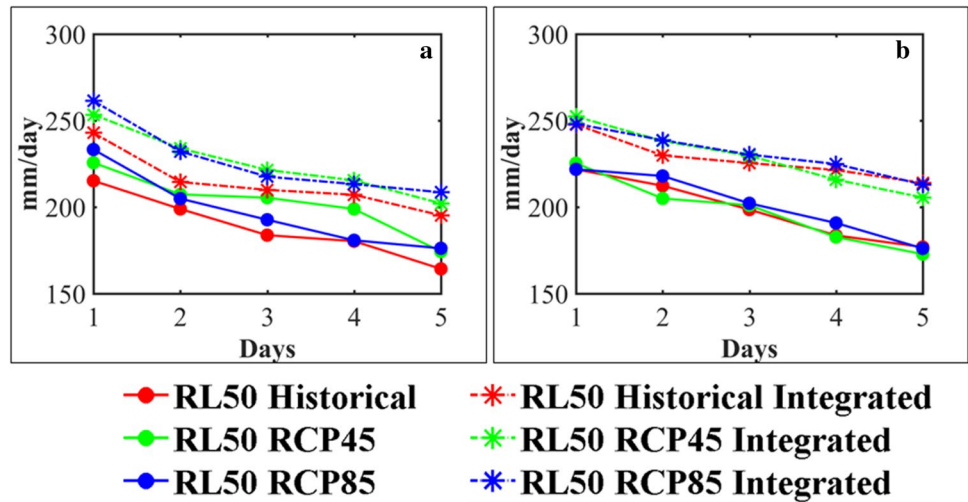 a
300
250
200
150
mm/day
1 2 3 4 5
Days
b
300
250
200
150
mm/day
1 2 3 4 5
Days
RL50 Historical
RL50 Historical Integrated
RL50 RCP45
RL50 RCP45 Integrated
RL50 RCP85
RL50 RCP85 Integrated